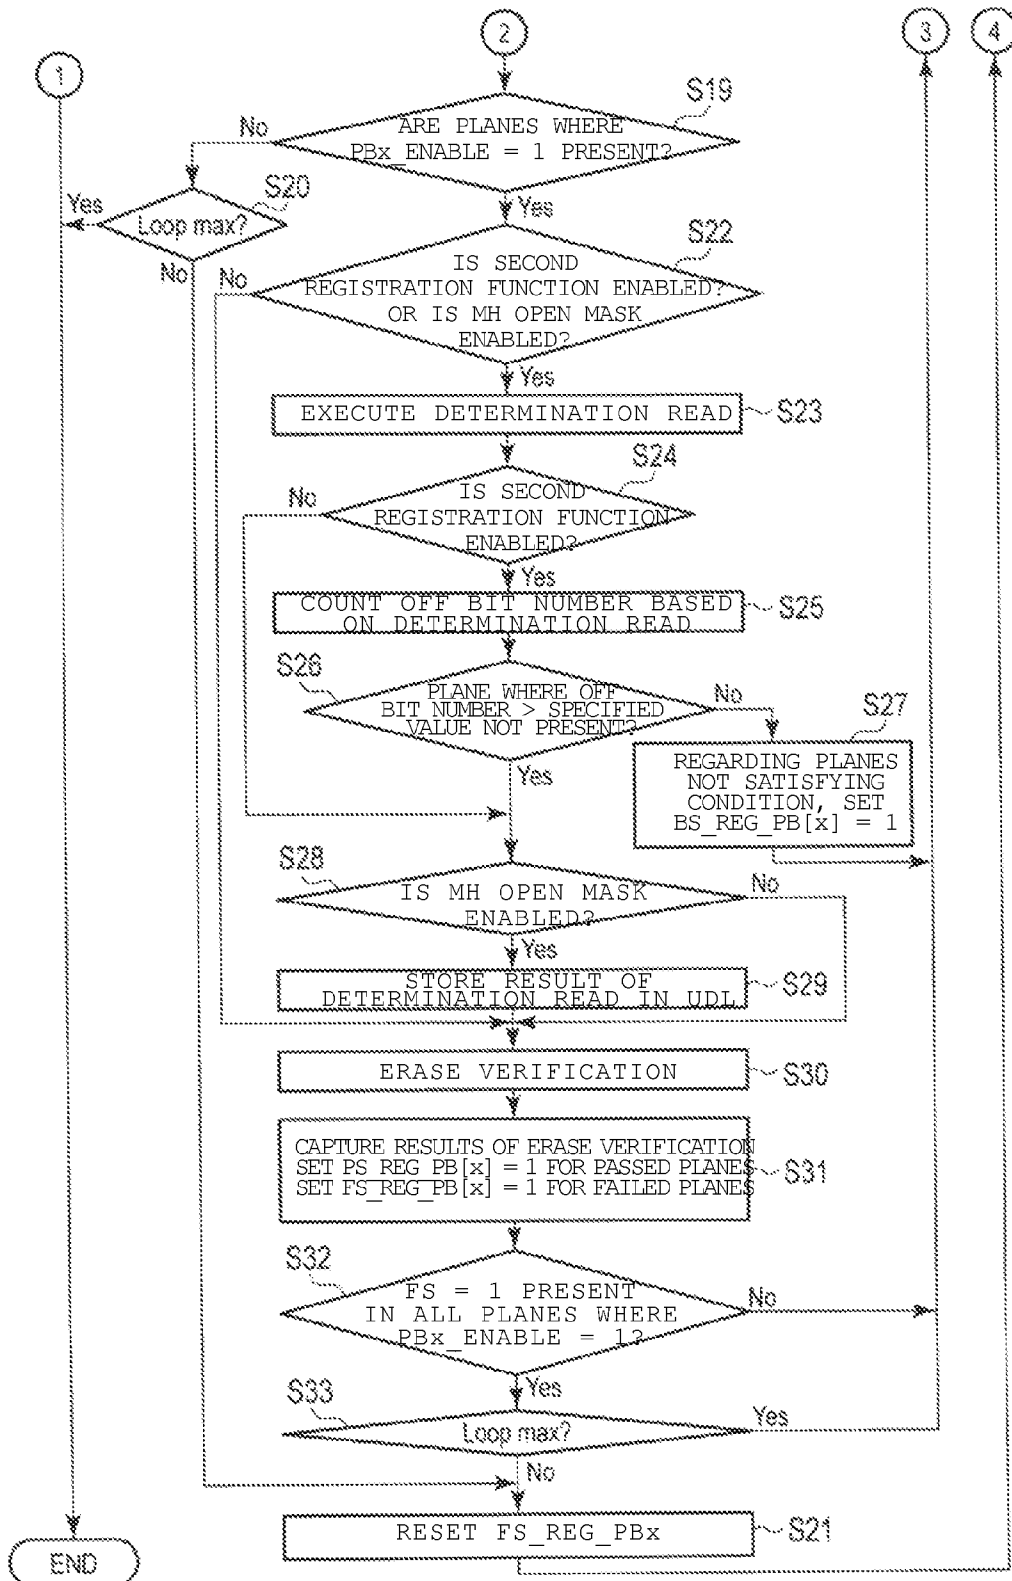 2
3
4
1
S19
No
ARE PLANES WHERE
PBx_ENABLE = 1 PRESENT?
S20
Yes
Loop max?
Yes
S22
No
No
IS SECOND
REGISTRATION FUNCTION ENABLED?
OR IS MH OPEN MASK
ENABLED?
Yes
EXECUTE DETERMINATION READ
S23
S24
No
IS SECOND
REGISTRATION FUNCTION
ENABLED?
Yes
COUNT OFF BIT NUMBER BASED
ON DETERMINATION READ
S25
S26
PLANE WHERE OFF
BIT NUMBER > SPECIFIED
VALUE NOT PRESENT?
No
S27
Yes
REGARDING PLANES
NOT SATISFYING
CONDITION, SET
BS_REG_PB[x] = 1
S28
IS MH OPEN MASK
ENABLED?
No
Yes
STORE RESULT OF
DETERMINATION READ IN UDL
S29
ERASE VERIFICATION
S30
CAPTURE RESULTS OF ERASE VERIFICATION
SET PS_REG_PB[x] = 1 FOR PASSED PLANES
SET FS_REG_PB[x] = 1 FOR FAILED PLANES
S31
S32
FS = 1 PRESENT
IN ALL PLANES WHERE
PBx_ENABLE = 1?
No
Yes
S33
Loop max?
Yes
No
RESET FS_REG_PBx
S21
END